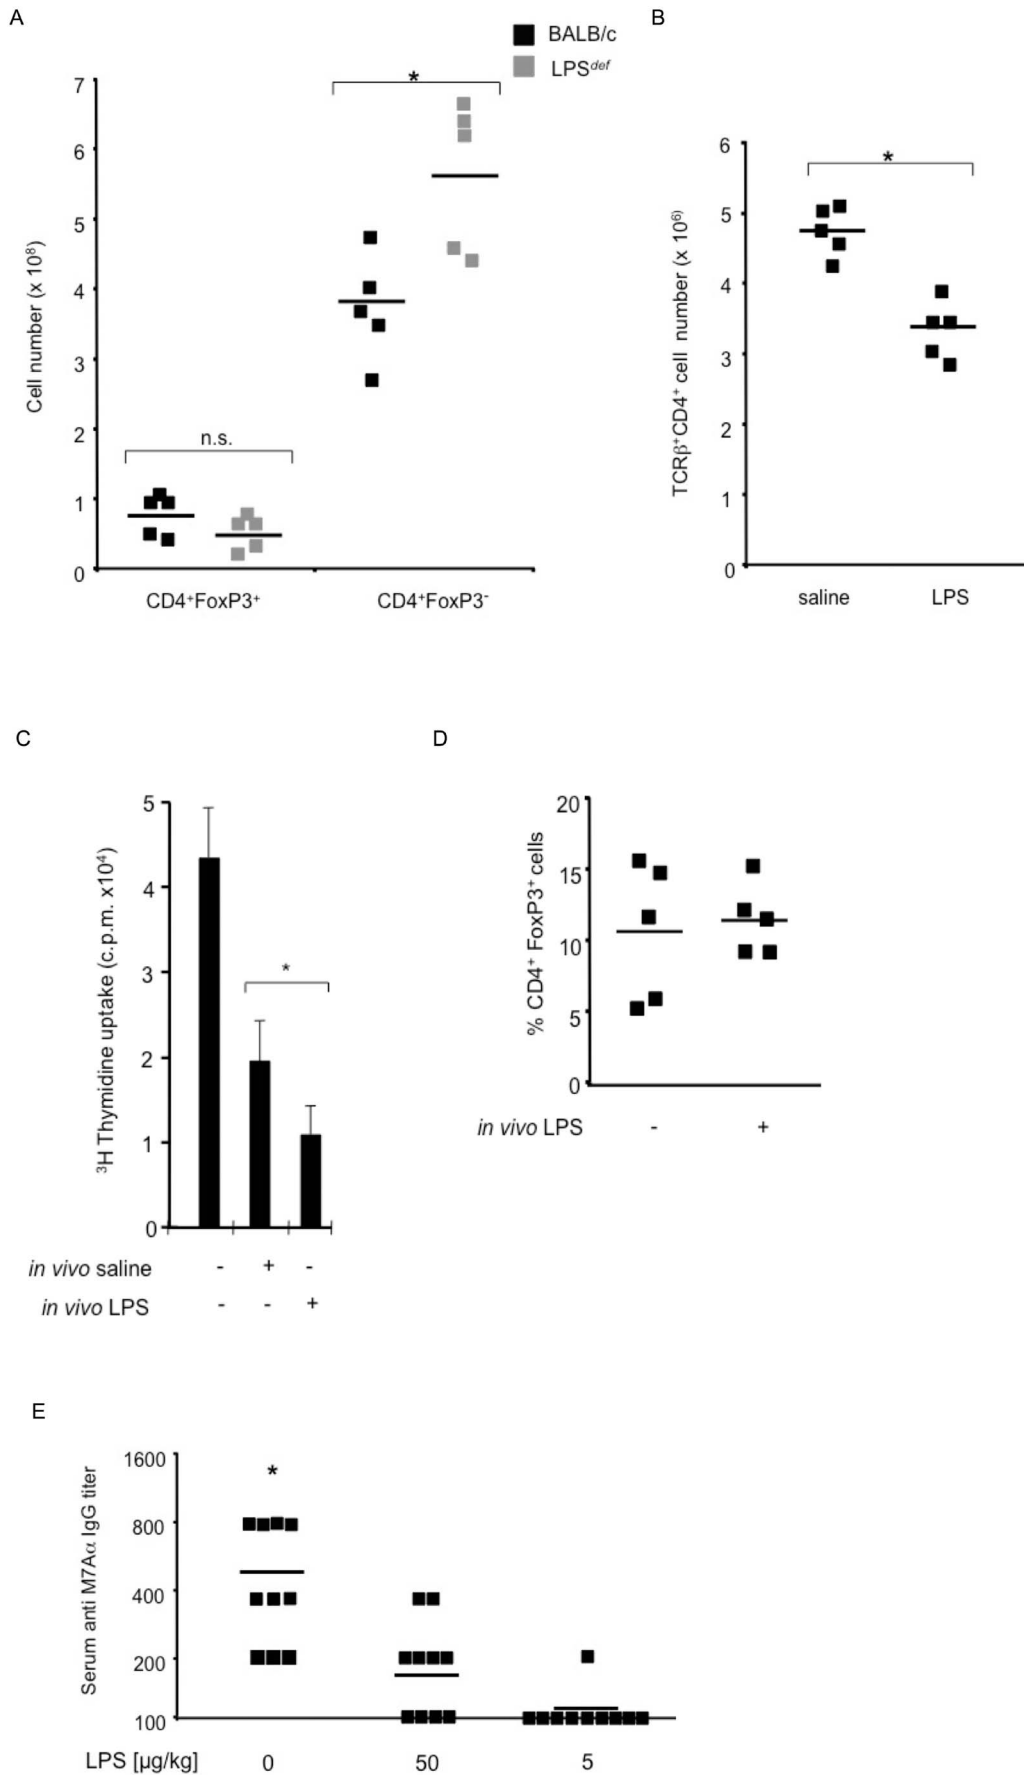 A
BALB/c
LPSdef
7
6
5
4
3
2
1
0
Cell number (x 10⁸)
*
n.s.
CD4⁺FoxP3⁺
CD4⁺FoxP3⁻
B
6
5
4
3
2
1
0
TCRβ⁺CD4⁺ cell number (x 10⁶⁾
*
saline
LPS
C
5
4
3
2
1
0
³H Thymidine uptake (c.p.m. x10⁴)
*
in vivo saline - + -
in vivo LPS - - +
D
20
15
10
5
0
% CD4⁺ FoxP3⁺ cells
in vivo LPS - +
E
1600
800
400
200
100
Serum anti M7Aα IgG titer
*
LPS [µg/kg] 0 50 5